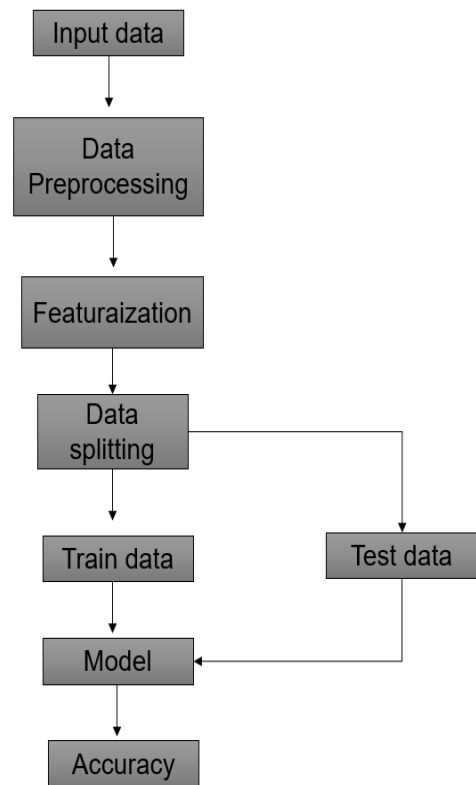 Input data
Data
Preprocessing
Featuraization
Data
splitting
Train data
Test data
Model
Accuracy